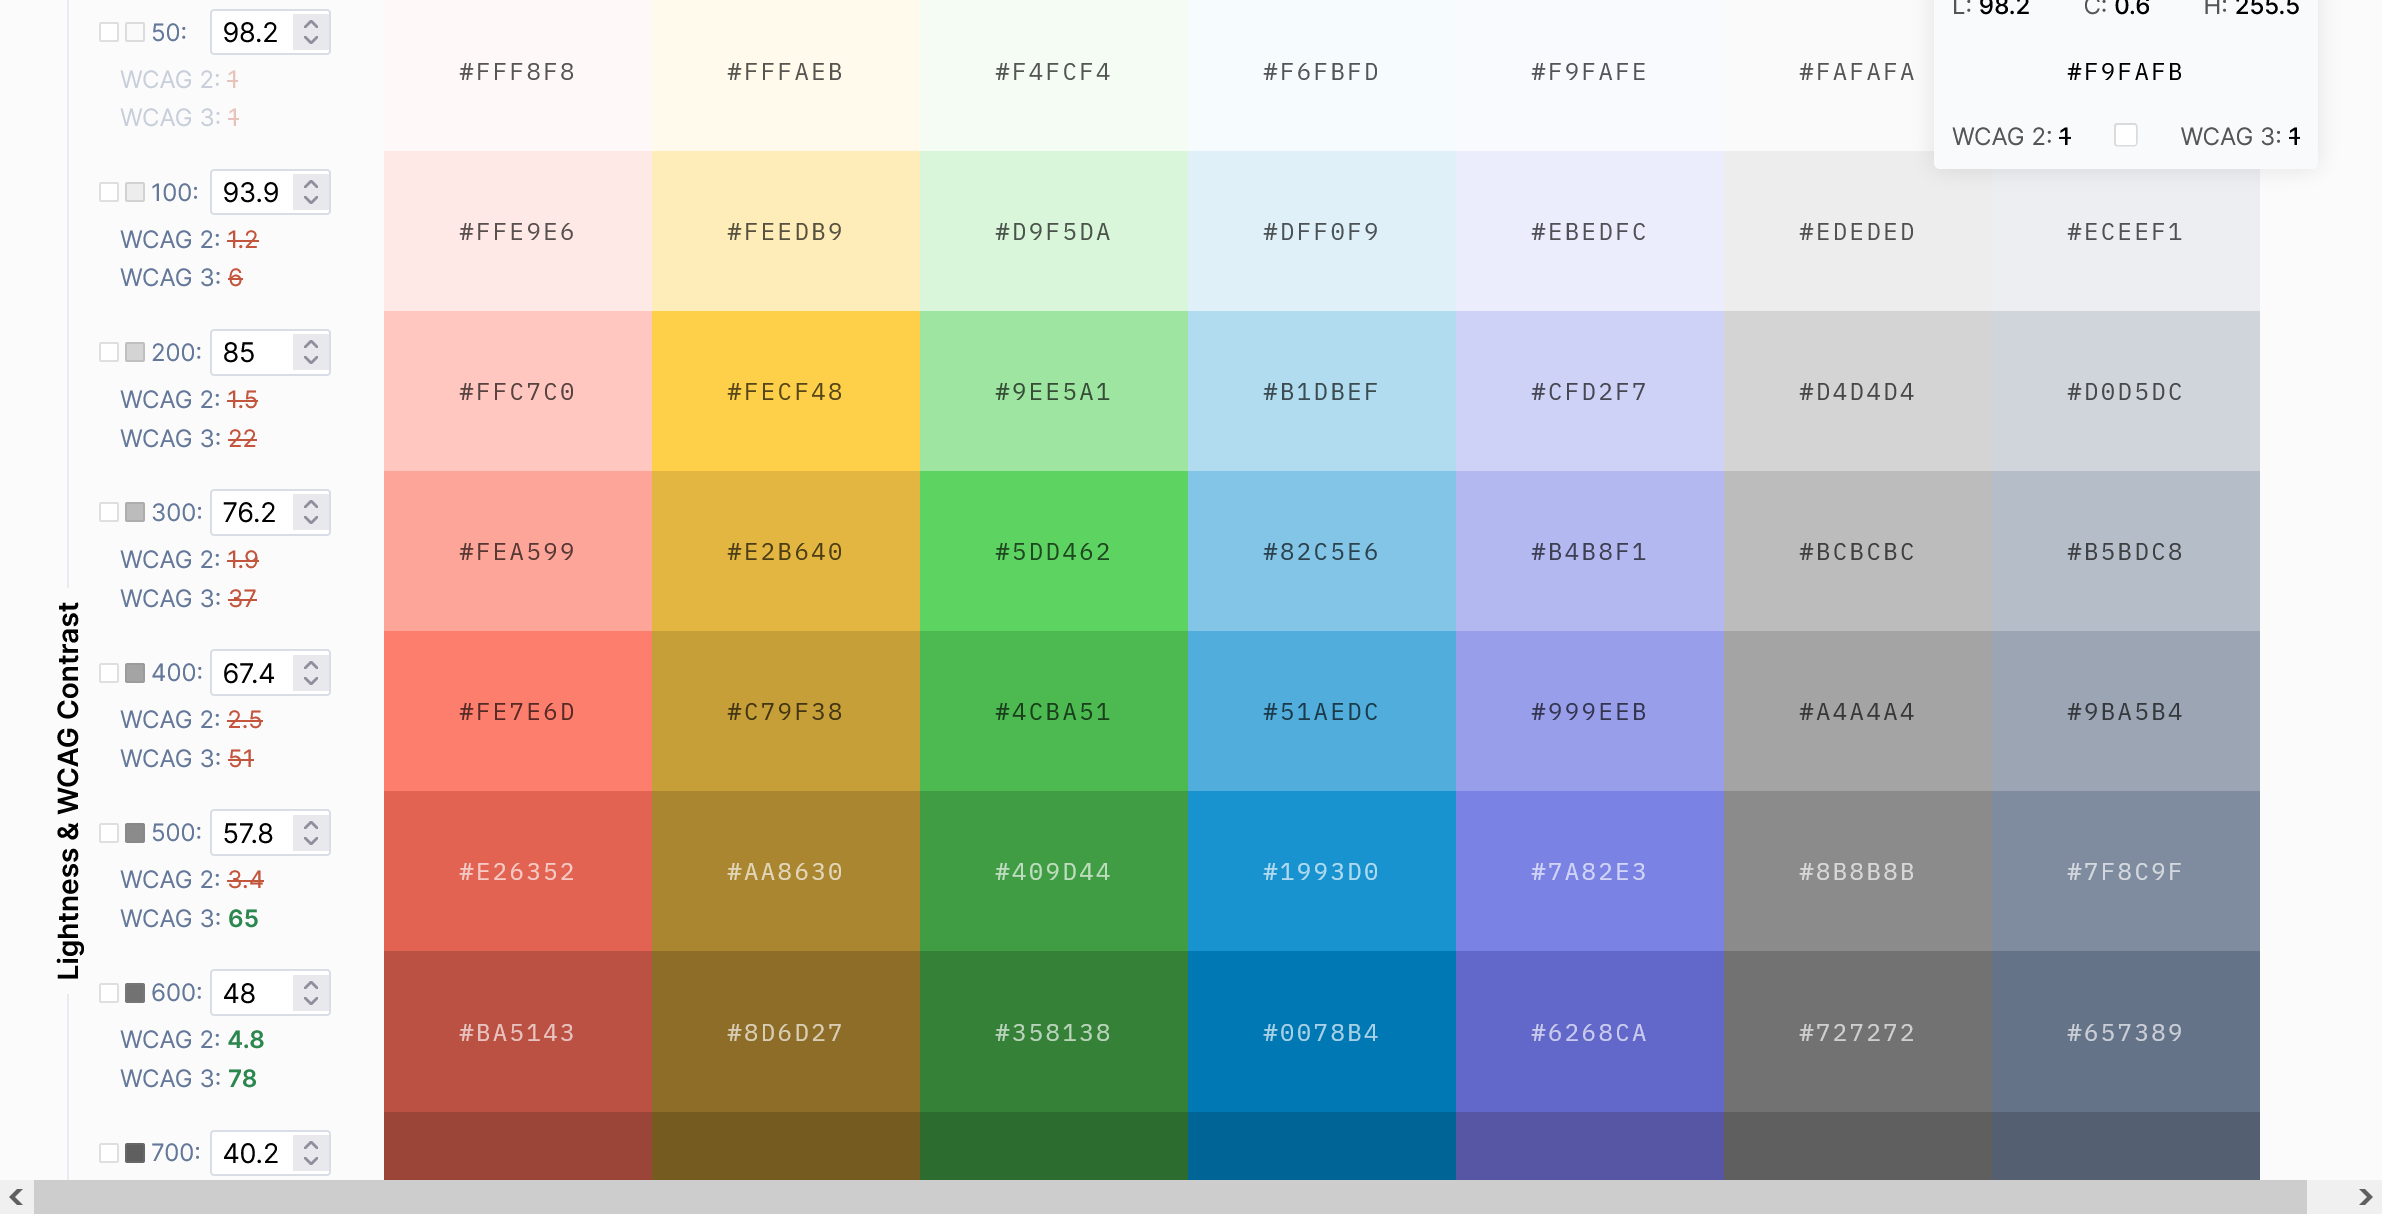 L: 98.2 C: 0.6 H: 255.5
50: 98.2
#FFF8F8 #FFFAEB #F4FCF4 #F6FBFD #F9FAFE #FAFAFA #F9FAFB
WCAG 2: 1
WCAG 3: 1
WCAG 2: 1 WCAG 3: 1
100: 93.9
WCAG 2: 1.2
WCAG 3: 6
#FFE9E6 #FEEDB9 #D9F5DA #DFF0F9 #EBEDFC #EDEDED #ECEEF1
200: 85
WCAG 2: 1.5
WCAG 3: 22
#FFC7C0 #FECF48 #9EE5A1 #B1DBEF #CFD2F7 #D4D4D4 #D0D5DC
300: 76.2
WCAG 2: 1.9
WCAG 3: 37
#FEA599 #E2B640 #5DD462 #82C5E6 #B4B8F1 #BCBCBC #B5BDC8
Lightness & WCAG Contrast
400: 67.4
WCAG 2: 2.5
WCAG 3: 51
#FE7E6D #C79F38 #4CBA51 #51AEDC #999EEB #A4A4A4 #9BA5B4
500: 57.8
WCAG 2: 3.4
WCAG 3: 65
#E26352 #AA8630 #409D44 #1993D0 #7A82E3 #8B8B8B #7F8C9F
600: 48
WCAG 2: 4.8
WCAG 3: 78
#BA5143 #8D6D27 #358138 #0078B4 #6268CA #727272 #657389
700: 40.2